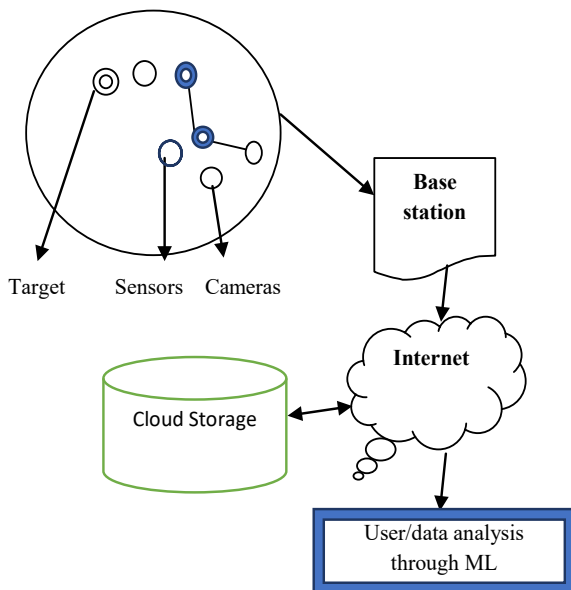 Base
station
Target
Sensors
Cameras
Internet
Cloud Storage
User/data analysis
through ML